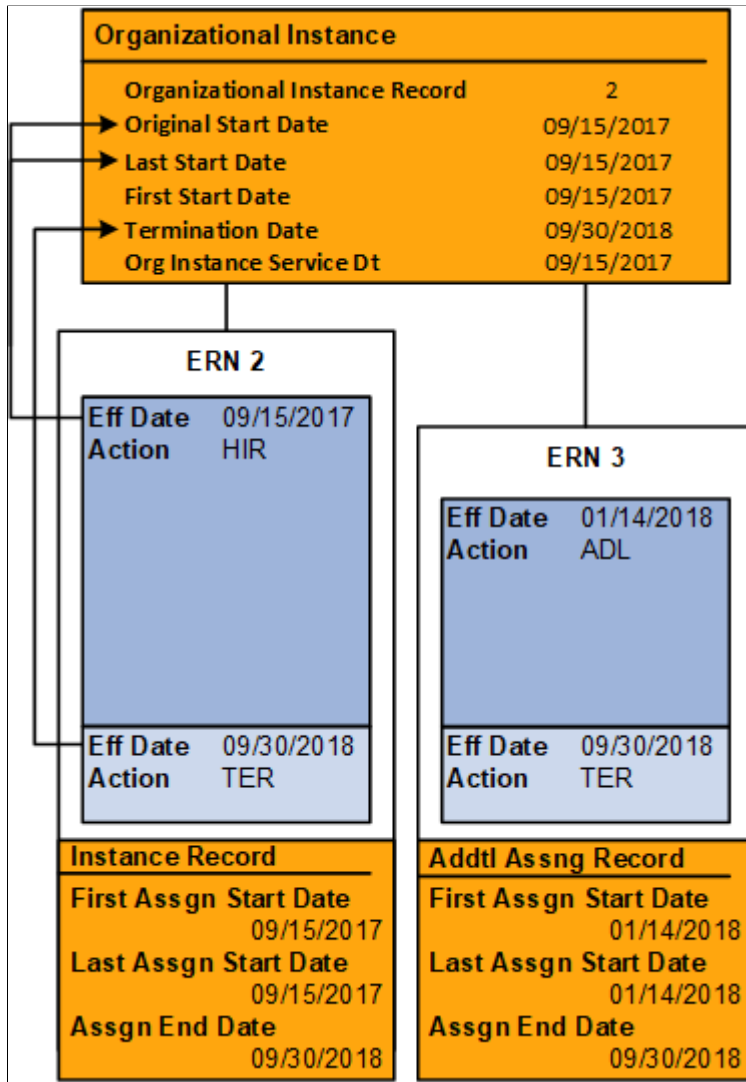 Organizational Instance
Organizational Instance Record 2
Original Start Date 09/15/2017
Last Start Date 09/15/2017
First Start Date 09/15/2017
Termination Date 09/30/2018
Org Instance Service Dt 09/15/2017
ERN 2
Eff Date 09/15/2017
Action HIR
Eff Date 09/30/2018
Action TER
Instance Record
First Assgn Start Date
09/15/2017
Last Assgn Start Date
09/15/2017
Assgn End Date
09/30/2018
ERN 3
Eff Date 01/14/2018
Action ADL
Eff Date 09/30/2018
Action TER
Addtl Assng Record
First Assgn Start Date
01/14/2018
Last Assgn Start Date
01/14/2018
Assgn End Date
09/30/2018